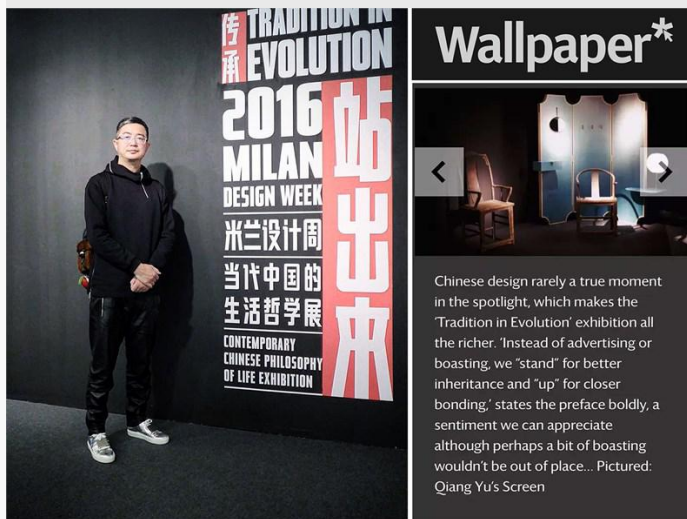 传承
TRADITION IN
EVOLUTION
2016
MILAN
DESIGN WEEK
米兰设计周
当代中国的
生活哲学展
CONTEMPORARY
CHINESE PHILOSOPHY
OF LIFE EXHIBITION
站出来
Wallpaper*
Chinese design rarely a true moment
in the spotlight, which makes the
‘Tradition in Evolution’ exhibition all
the richer. ‘Instead of advertising or
boasting, we “stand” for better
inheritance and “up” for closer
bonding,’ states the preface boldly, a
sentiment we can appreciate
although perhaps a bit of boasting
wouldn’t be out of place... Pictured:
Qiang Yu’s Screen